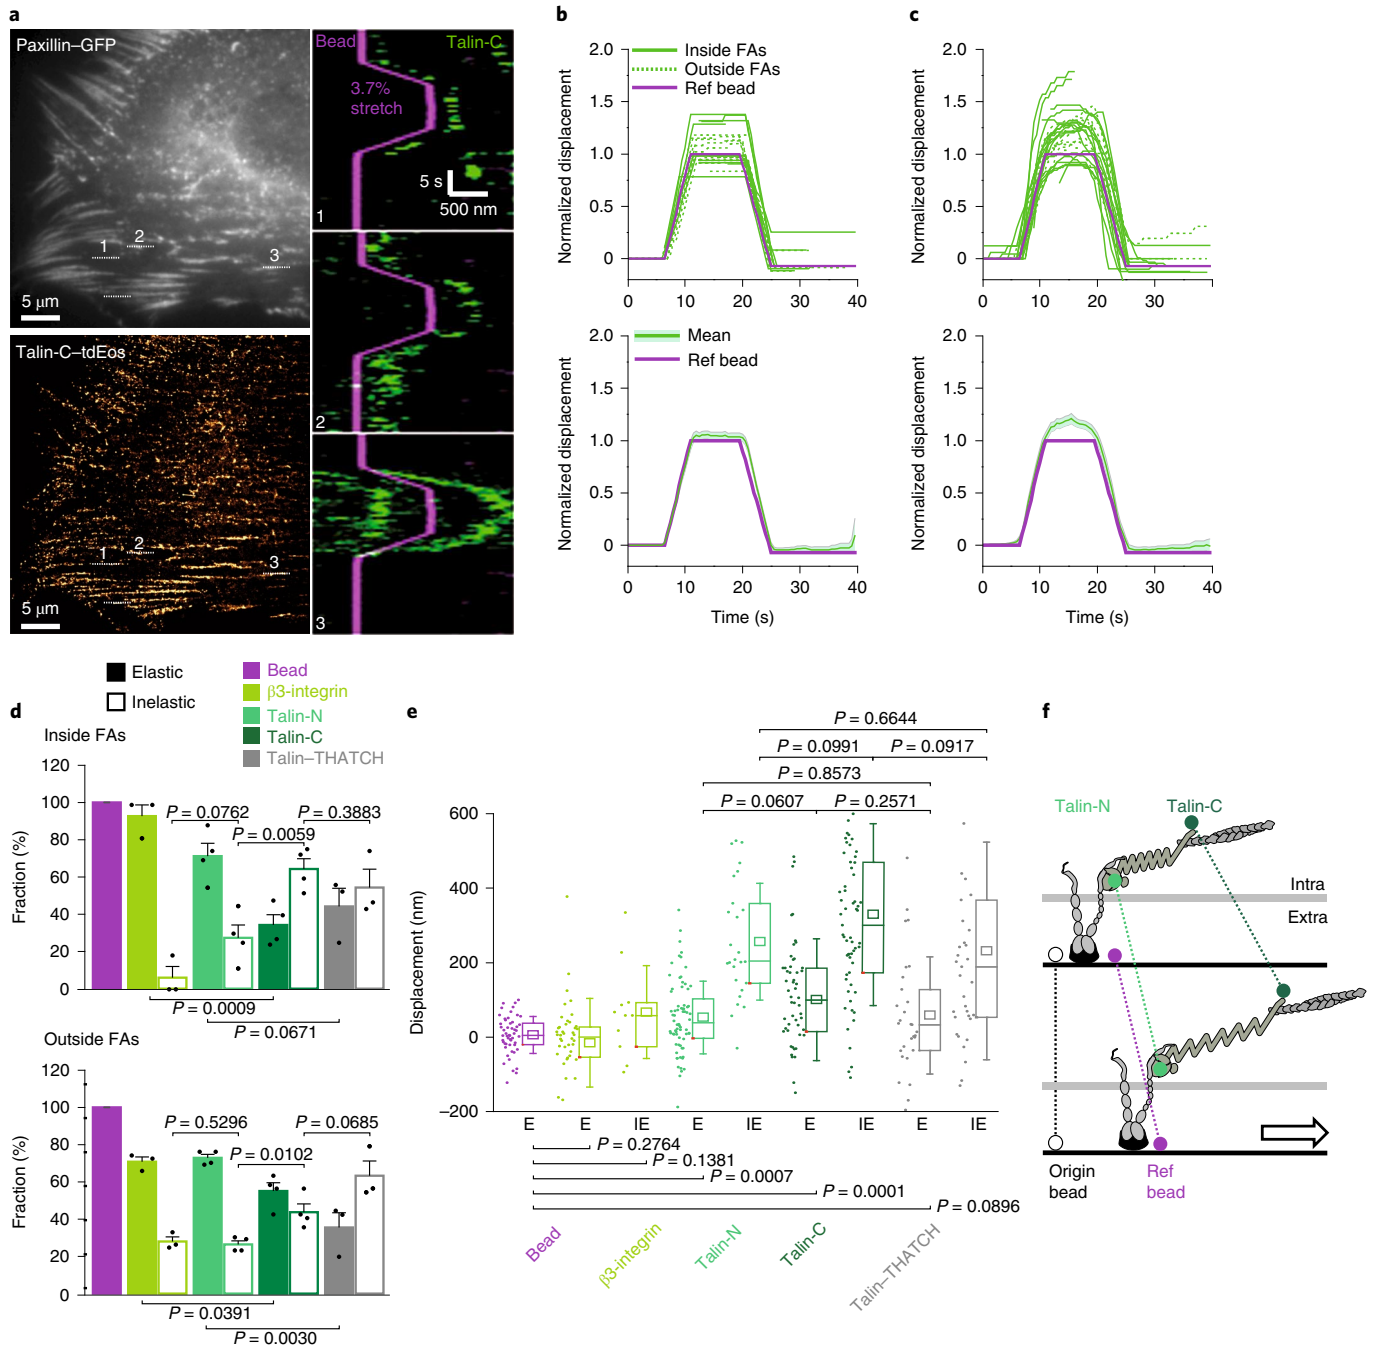 a
Paxillin–GFP
1
2
3
5 μm
Talin-C–tdEos
1
2
3
5 μm
Bead
Talin-C
3.7%
stretch
5 s
500 nm
1
2
3
b
Inside FAs
Outside FAs
Ref bead
Normalized displacement
2.0
1.5
1.0
0.5
0
0 10 20 30 40
Mean
Ref bead
Normalized displacement
2.0
1.5
1.0
0.5
0
0 10 20 30 40
Time (s)
c
Normalized displacement
2.0
1.5
1.0
0.5
0
0 10 20 30
Normalized displacement
2.0
1.5
1.0
0.5
0
0 10 20 30 40
Time (s)
Elastic
Inelastic
Bead
β3-integrin
Talin-N
Talin-C
Talin–THATCH
d
Inside FAs
Fraction (%)
120
100
80
60
40
20
0
P = 0.0762
P = 0.3883
P = 0.0059
P = 0.0009
P = 0.0671
Outside FAs
Fraction (%)
120
100
80
60
40
20
0
P = 0.5296
P = 0.0685
P = 0.0102
P = 0.0391
P = 0.0030
e
P = 0.6644
P = 0.0991
P = 0.0917
P = 0.8573
P = 0.0607
P = 0.2571
Displacement (nm)
600
400
200
0
–200
E E IE E IE E IE E IE
P = 0.2764
P = 0.1381
P = 0.0007
P = 0.0001
P = 0.0896
Bead
β3-integrin
Talin-N
Talin-C
Talin–THATCH
f
Talin-N
Talin-C
Intra
Extra
Origin
bead
Ref
bead